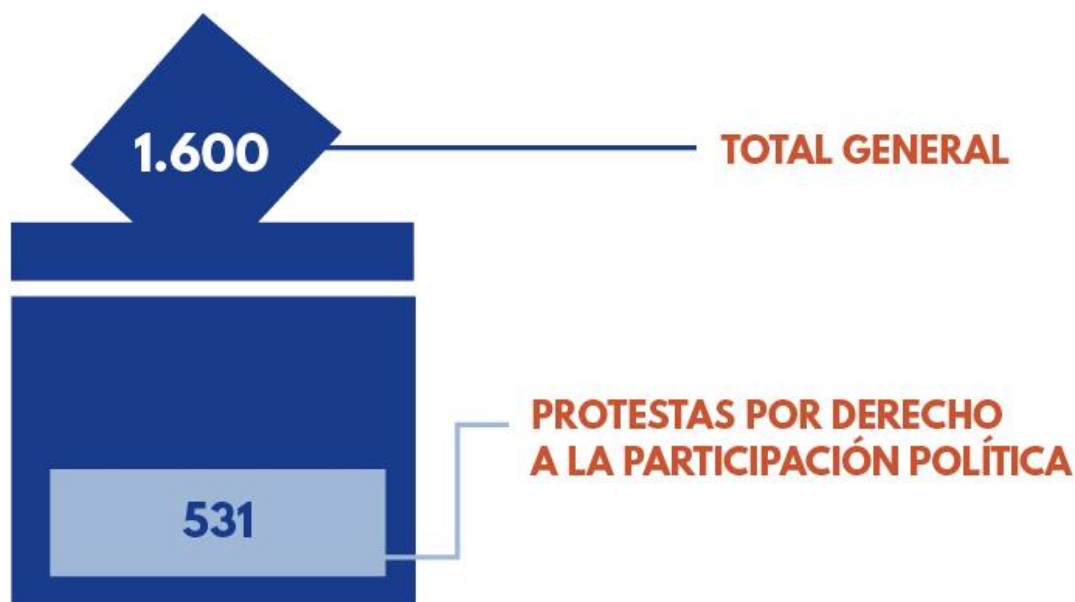 1.600
TOTAL GENERAL
PROTESTAS POR DERECHO
A LA PARTICIPACIÓN POLÍTICA
531